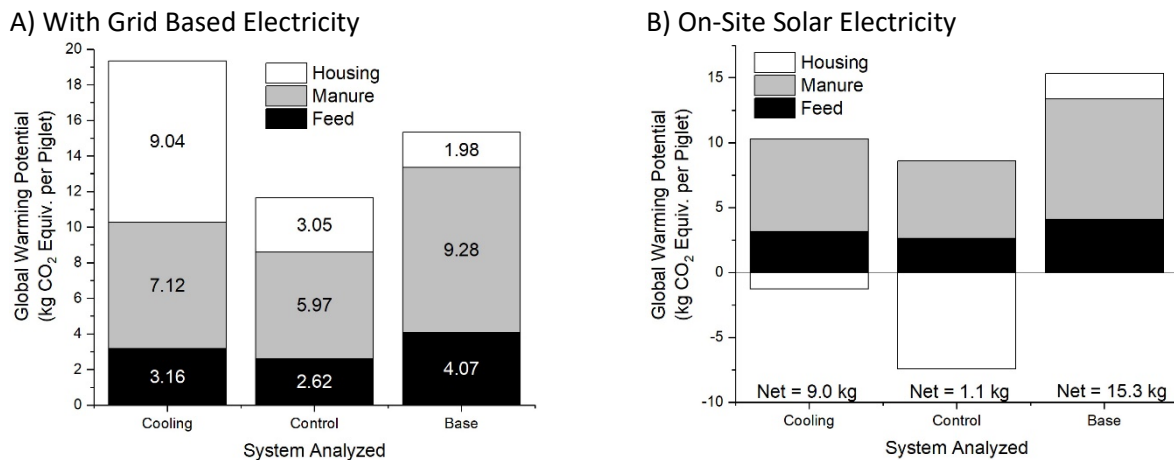 A) With Grid Based Electricity
Global Warming Potential
(kg CO₂ Equiv. per Piglet)
20
18
16
14
12
10
8
6
4
2
0
Housing
Manure
Feed
9.04
7.12
3.16
3.05
5.97
2.62
1.98
9.28
4.07
Cooling
Control
Base
System Analyzed
B) On-Site Solar Electricity
Global Warming Potential
(kg CO₂ Equiv. per Piglet)
15
10
5
0
-5
-10
Housing
Manure
Feed
Net = 9.0 kg
Net = 1.1 kg
Net = 15.3 kg
Cooling
Control
Base
System Analyzed